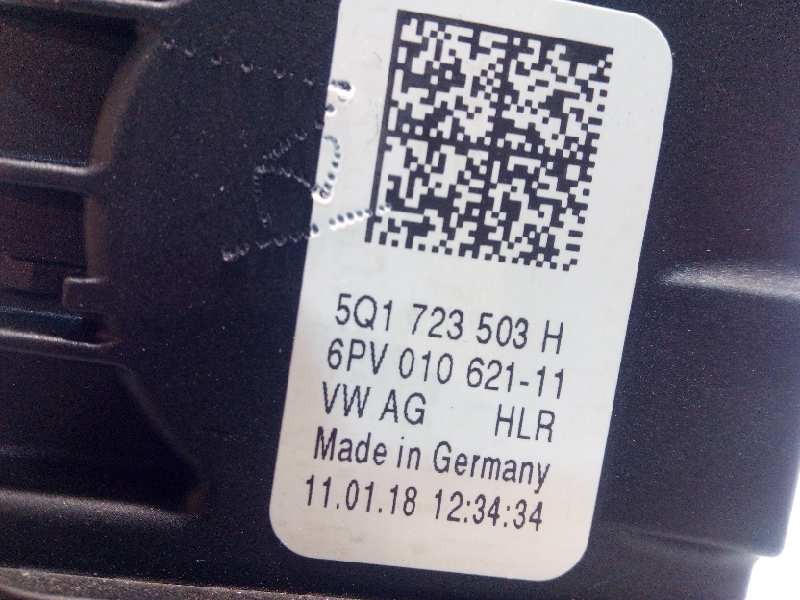 5Q1 723 503 H
6PV 010 621-11
VW AG HLR
Made in Germany
11.01.18 12:34:34